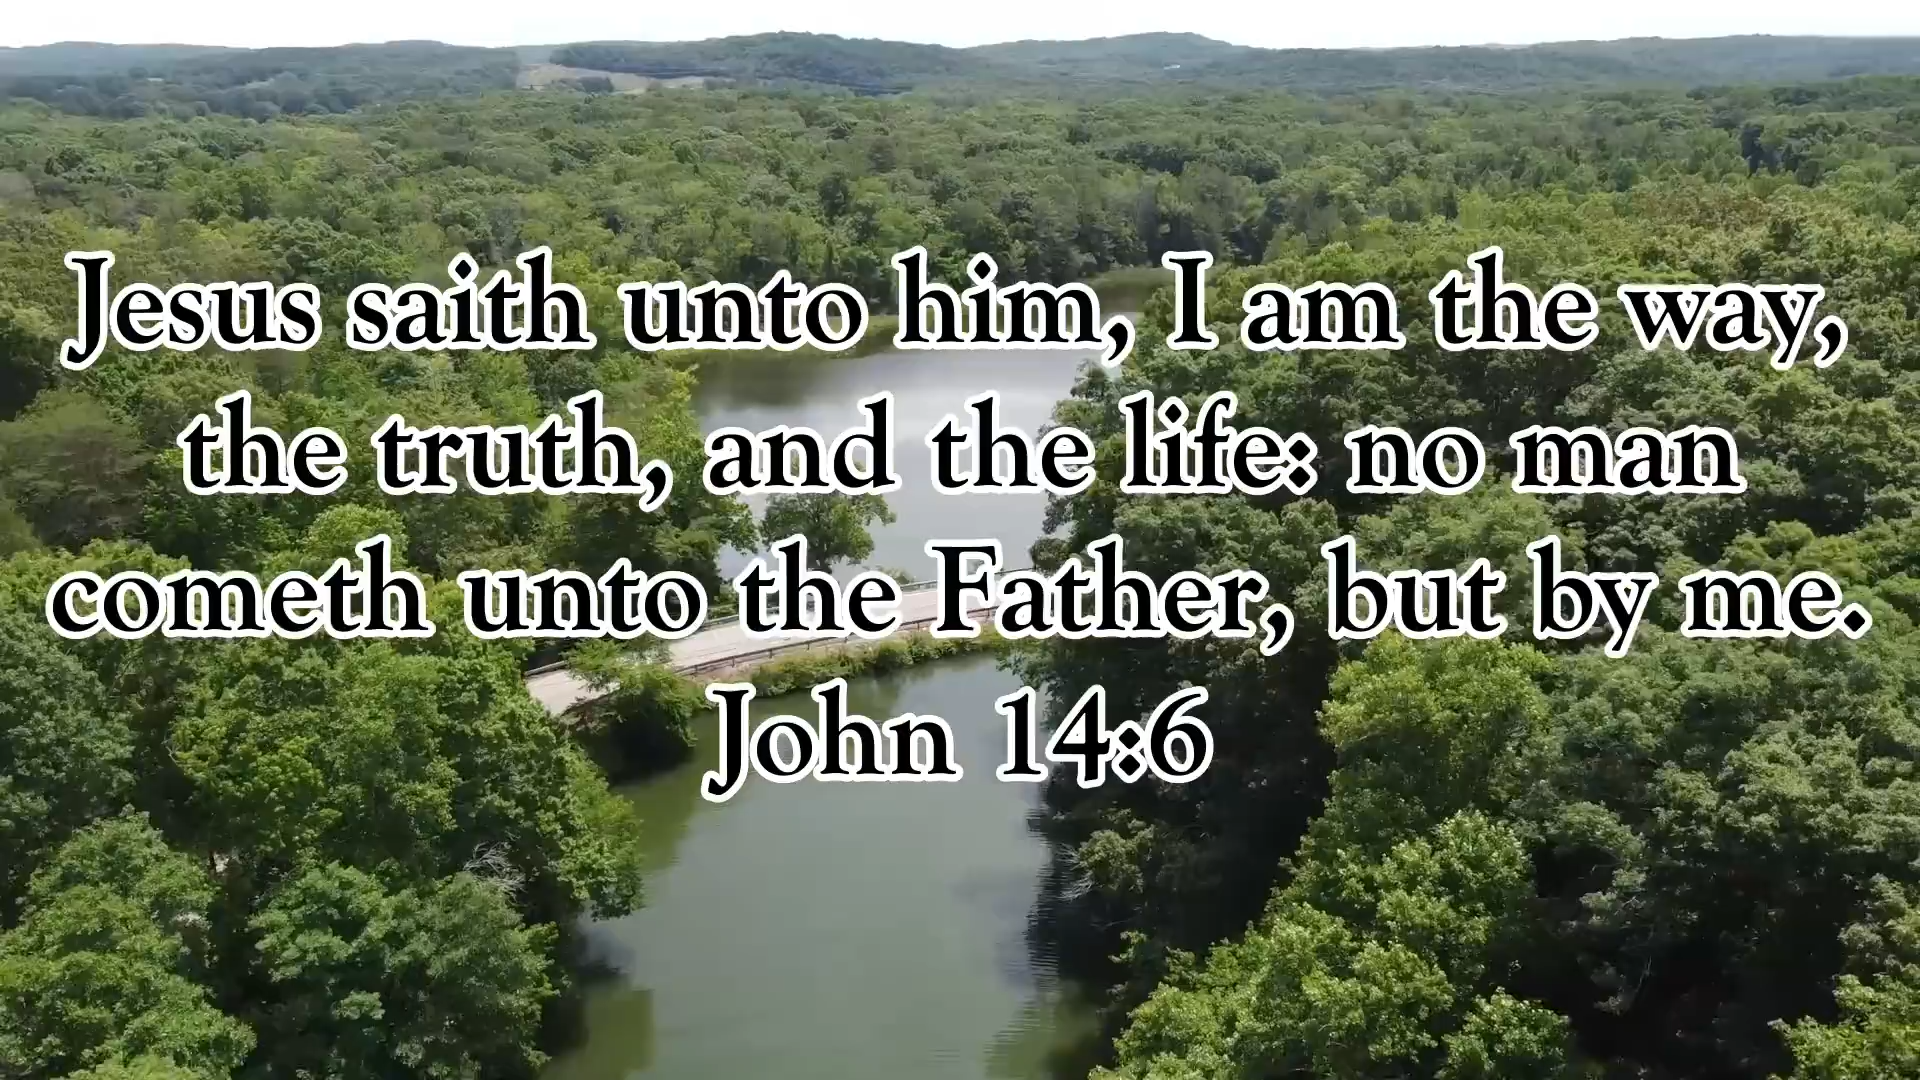 Jesus saith unto him, I am the way,
the truth, and the life: no man
cometh unto the Father, but by me.
John 14:6